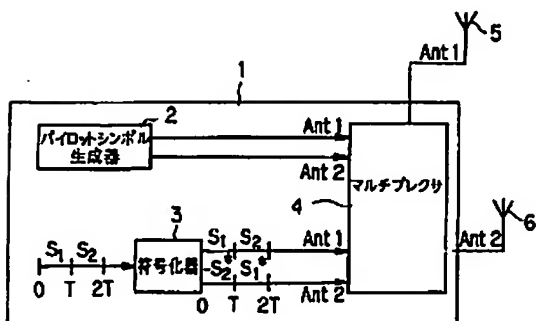 5
Ant 1
1
2
パイロットシンボル
生成器
Ant 1
Ant 2
4
マルチプレクサ
6
Ant 2
3
S1 S2
符号化器
S1 S2
-S2* S1*
Ant 1
Ant 2
0 T 2T
0 T 2T